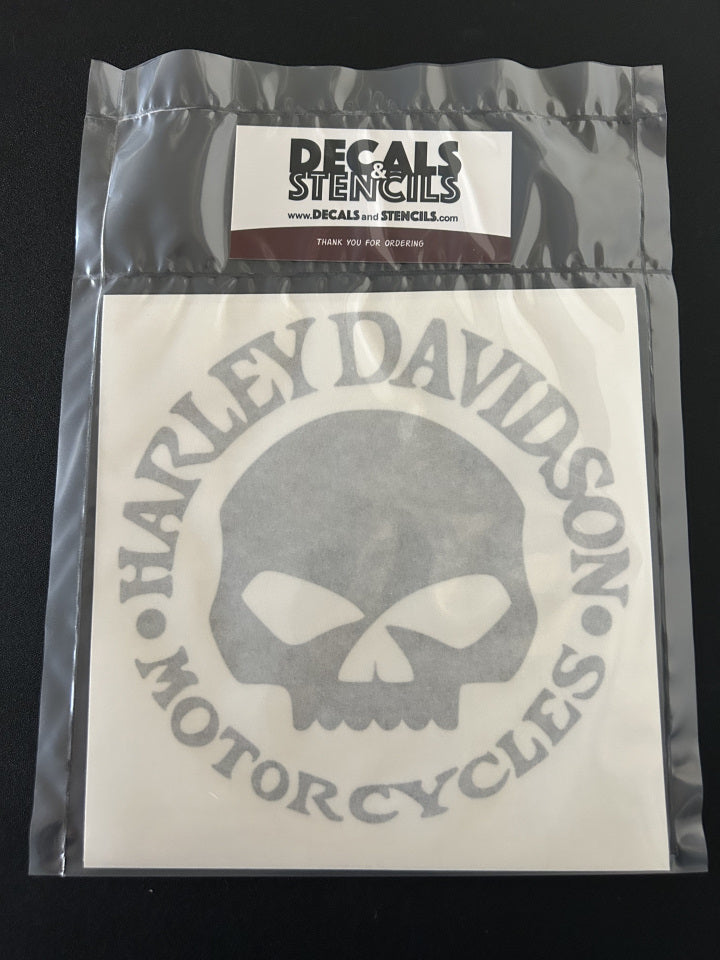 DECALS
&
STENCILS
www.DECALS and STENCILS.com
THANK YOU FOR ORDERING
HARLEY DAVIDSON
MOTORCYCLES